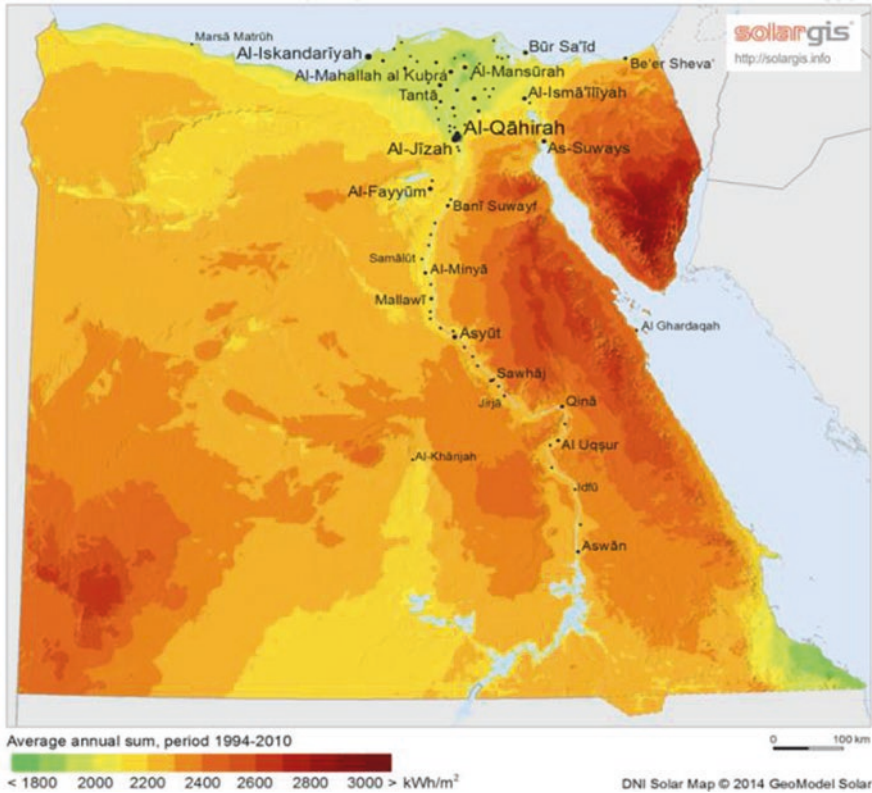 solargis
http://solargis.info
Marsā Matrūh
Al-Iskandarīyah
Būr Sa'īd
Be'er Sheva'
Al-Mahallah al Kubrá
Al-Mansūrah
Tantā
Al-Ismā'īlīyah
Al-Qāhirah
Al-Jīzah
As-Suways
Al-Fayyūm
Banī Suwayf
Samālūt
Al-Minyā
Mallawī
Al Ghardaqah
Asyūt
Sawhāj
Jirjā
Qinā
Al Uqşur
Al-Khārijah
Idfū
Aswān
Average annual sum, period 1994-2010
0 100 km
< 1800 2000 2200 2400 2600 2800 3000 > kWh/m²
DNI Solar Map © 2014 GeoModel Solar